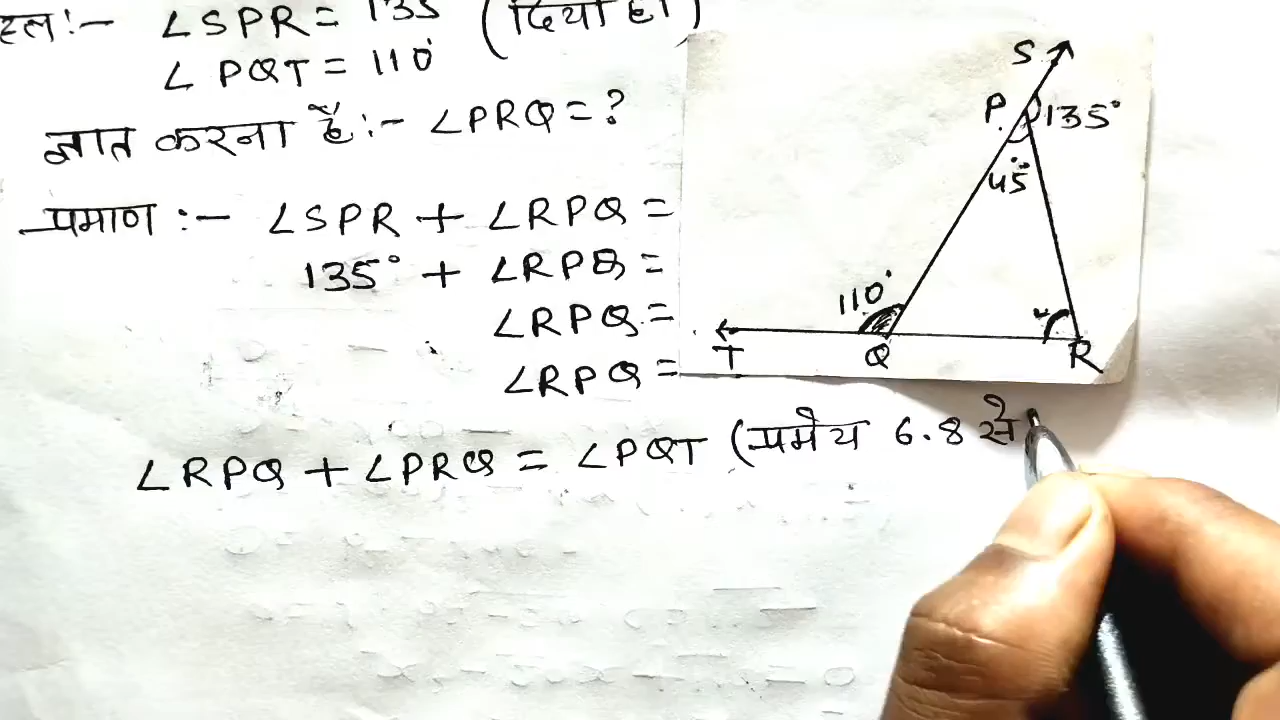 हल:- ∠SPR = 135 (दिया है।)
∠PQT = 110°
ज्ञात करना है:- ∠PRQ = ?
प्रमाण :- ∠SPR + ∠RPQ =
135° + ∠RPQ =
∠RPQ =
∠RPQ =
∠RPQ + ∠PRQ = ∠PQT (प्रमेय 6.8 से
S
P 135°
45°
110°
T Q R